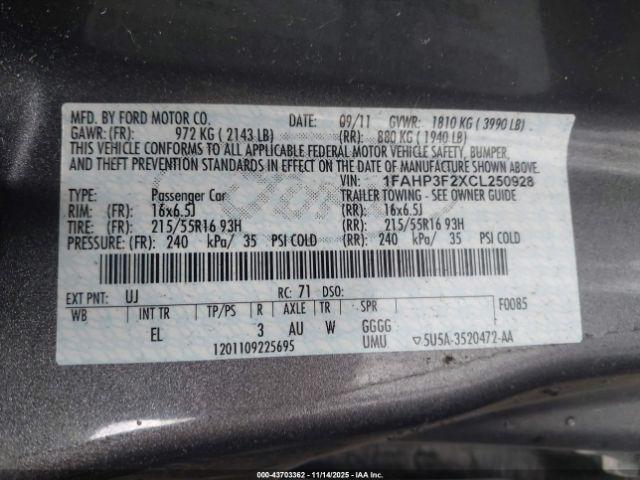 MFD. BY FORD MOTOR CO. DATE: 09/11 GVWR: 1810 KG ( 3990 LB)
GAWR: (FR): 972 KG ( 2143 LB) (RR): 880 KG ( 1940 LB)
THIS VEHICLE CONFORMS TO ALL APPLICABLE FEDERAL MOTOR VEHICLE SAFETY, BUMPER,
AND THEFT PREVENTION STANDARDS IN EFFECT ON THE DATE OF MANUFACTURE SHOWN ABOVE.
VIN: 1FAHP3F2XCL250928
TYPE: Passenger Car TRAILER TOWING - SEE OWNER GUIDE
RIM: (FR): 16x6.5J (RR): 16x6.5J
TIRE: (FR): 215/55R16 93H (RR): 215/55R16 93H
PRESSURE: (FR): 240 kPa/ 35 PSI COLD (RR): 240 kPa/ 35 PSI COLD
EXT PNT: UJ RC: 71 DSO: F0085
WB INT TR TP/PS R AXLE TR SPR
EL 3 AU W GGGG
1201109225695 UMU ▽5U5A-3520472-AA
00-43703362 - 11/14/2025 - IAAI, INC.